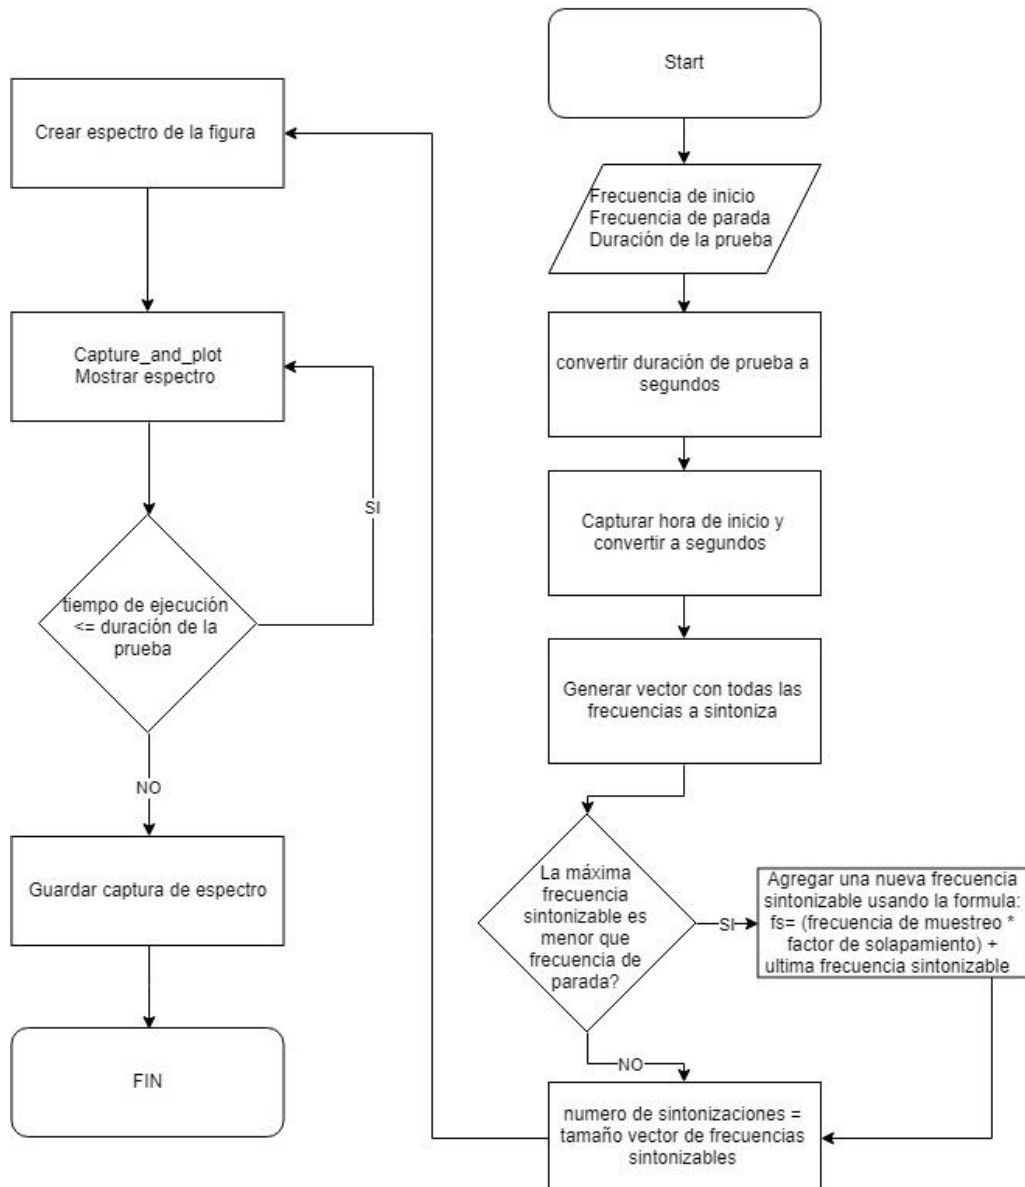 Start
Frecuencia de inicio
Frecuencia de parada
Duración de la prueba
convertir duración de prueba a
segundos
Capturar hora de inicio y
convertir a segundos
Generar vector con todas las
frecuencias a sintoniza
La máxima
frecuencia
sintonizable es
menor que
frecuencia de
parada?
SI
Agregar una nueva frecuencia
sintonizable usando la formula:
fs= (frecuencia de muestreo *
factor de solapamiento) +
ultima frecuencia sintonizable
NO
numero de sintonizaciones =
tamaño vector de frecuencias
sintonizables
Crear espectro de la figura
Capture_and_plot
Mostrar espectro
tiempo de ejecución
<= duración de la
prueba
SI
NO
Guardar captura de espectro
FIN